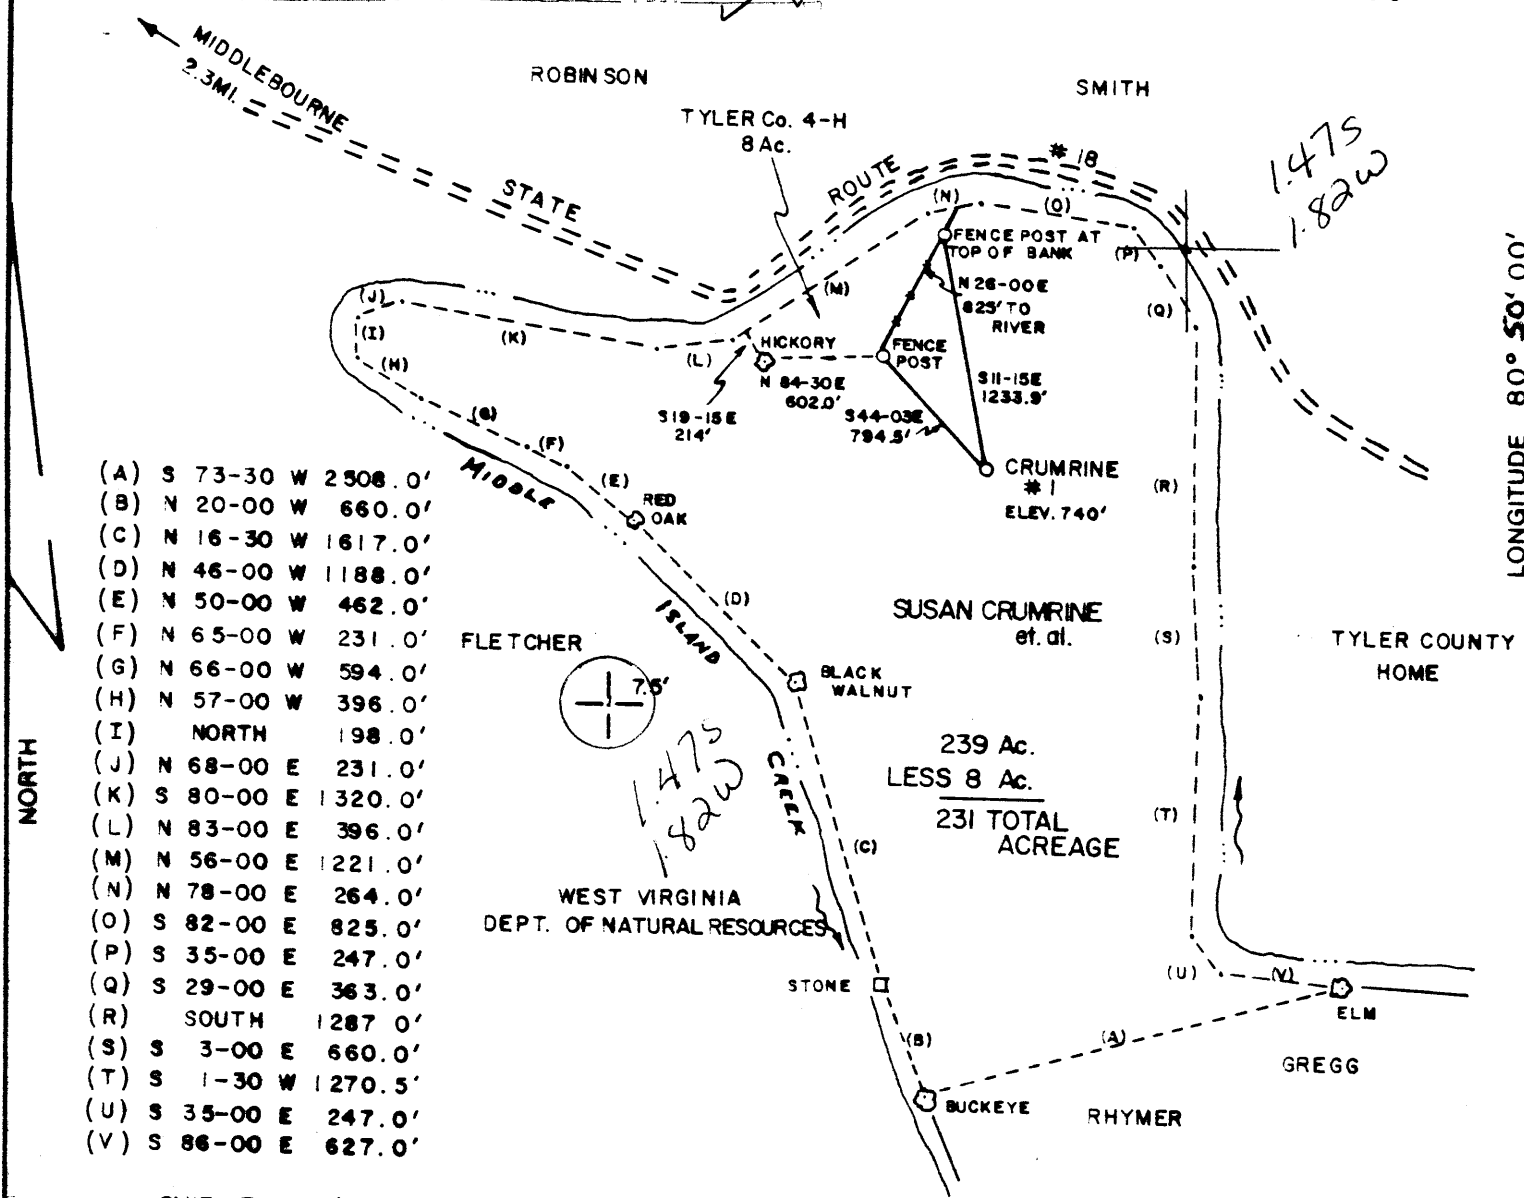 MIDDLEBOURNE
2.3MI.
ROBINSON
SMITH
TYLER Co. 4-H
8 Ac.
STATE
ROUTE
# 18
1.47S
1.82W
(N)
(O)
FENCE POST AT
TOP OF BANK
(P)
(M)
N 26-00E
825' TO
RIVER
(Q)
(J)
(I)
(K)
(H)
(L)
HICKORY
FENCE
POST
N 84-30E
602.0'
S11-15E
1233.9'
S19-15E
214'
S44-03E
794.5'
(G)
(F)
(E)
MIDDLE
RED
OAK
CRUMRINE
#1
ELEV. 740'
(R)
LONGITUDE 80° 50' 00"
(A) S 73-30 W 2508.0'
(B) N 20-00 W 660.0'
(C) N 16-30 W 1617.0'
(D) N 46-00 W 1188.0'
(E) N 50-00 W 462.0'
(F) N 65-00 W 231.0'
(G) N 66-00 W 594.0'
(H) N 57-00 W 396.0'
(I) NORTH 198.0'
(J) N 68-00 E 231.0'
(K) S 80-00 E 1320.0'
(L) N 83-00 E 396.0'
(M) N 56-00 E 1221.0'
(N) N 78-00 E 264.0'
(O) S 82-00 E 825.0'
(P) S 35-00 E 247.0'
(Q) S 29-00 E 363.0'
(R) SOUTH 1287 0'
(S) S 3-00 E 660.0'
(T) S 1-30 W 1270.5'
(U) S 35-00 E 247.0'
(V) S 86-00 E 627.0'
NORTH
(D)
ISLAND
FLETCHER
7.5'
1.47S
1.82W
SUSAN CRUMRINE
et. al.
(S)
TYLER COUNTY
HOME
BLACK
WALNUT
CREEK
239 Ac.
LESS 8 Ac.
231 TOTAL
ACREAGE
(T)
(C)
WEST VIRGINIA
DEPT. OF NATURAL RESOURCES
STONE
(U)
(V)
ELM
(B)
(A)
GREGG
BUCKEYE
RHYMER